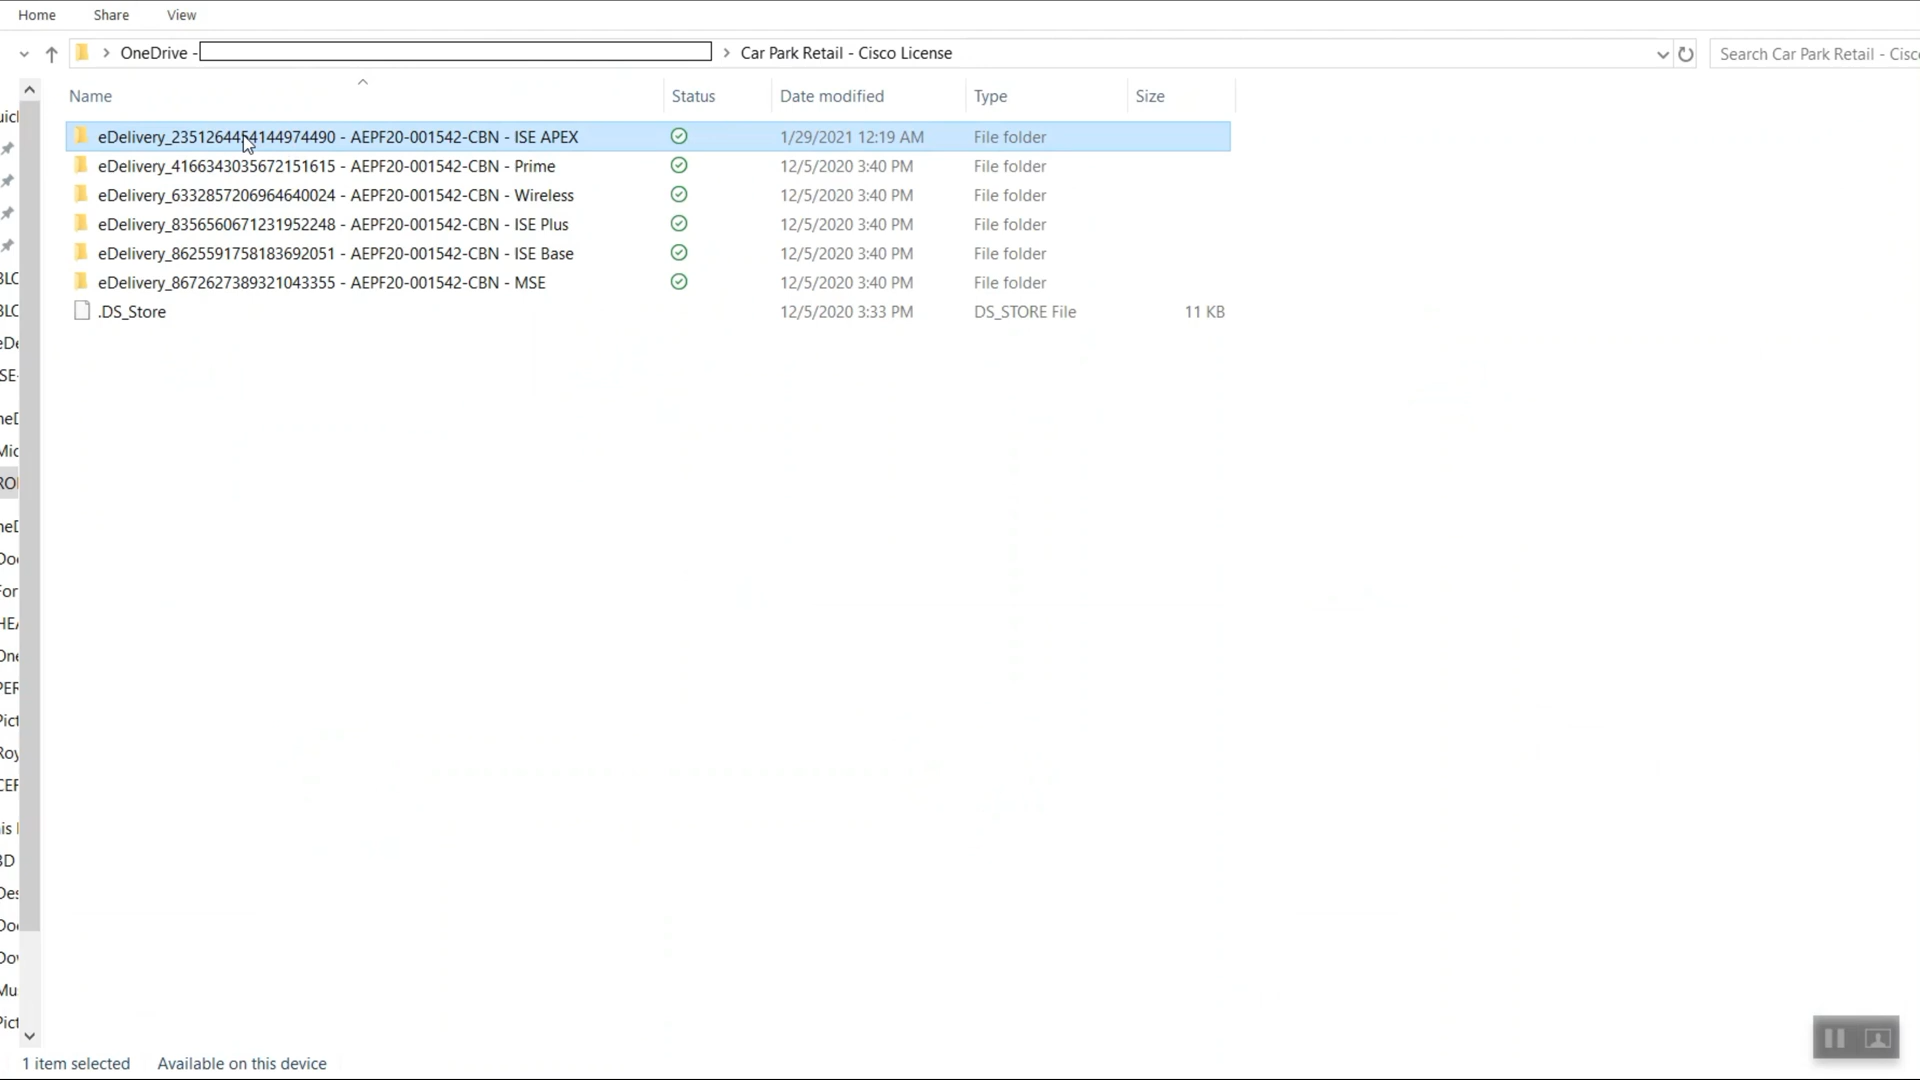 Home Share View
OneDrive - Car Park Retail - Cisco License
Search Car Park Retail - Cisc
Name Status Date modified Type Size
eDelivery_2351264454144974490 - AEPF20-001542-CBN - ISE APEX 1/29/2021 12:19 AM File folder
eDelivery_4166343035672151615 - AEPF20-001542-CBN - Prime 12/5/2020 3:40 PM File folder
eDelivery_6332857206964640024 - AEPF20-001542-CBN - Wireless 12/5/2020 3:40 PM File folder
eDelivery_8356560671231952248 - AEPF20-001542-CBN - ISE Plus 12/5/2020 3:40 PM File folder
eDelivery_8625591758183692051 - AEPF20-001542-CBN - ISE Base 12/5/2020 3:40 PM File folder
eDelivery_8672627389321043355 - AEPF20-001542-CBN - MSE 12/5/2020 3:40 PM File folder
.DS_Store 12/5/2020 3:33 PM DS_STORE File 11 KB
1 item selected Available on this device